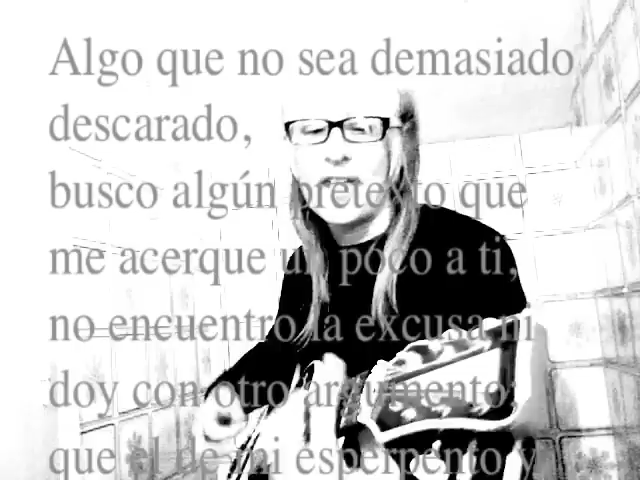 Algo que no sea demasiado
descarado,
busco algún pretexto que
me acerque un poco a ti,
no encuentro la excusa ni
doy con otro argumento
que el de mi esperpento y